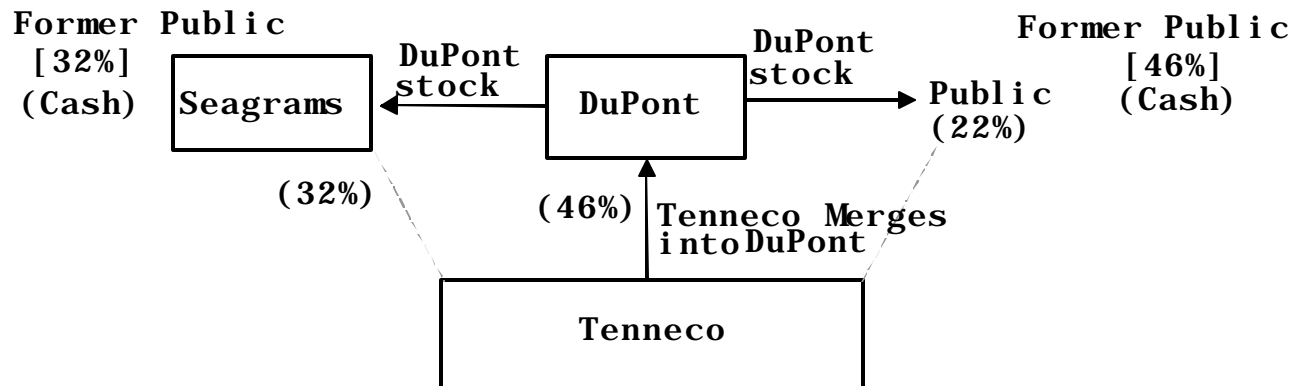 Former Public
[32%]
(Cash)
Seagrams
DuPont
stock
DuPont
DuPont
stock
Public
(22%)
Former Public
[46%]
(Cash)
(32%)
(46%)
Tenneco Merges
into DuPont
Tenneco